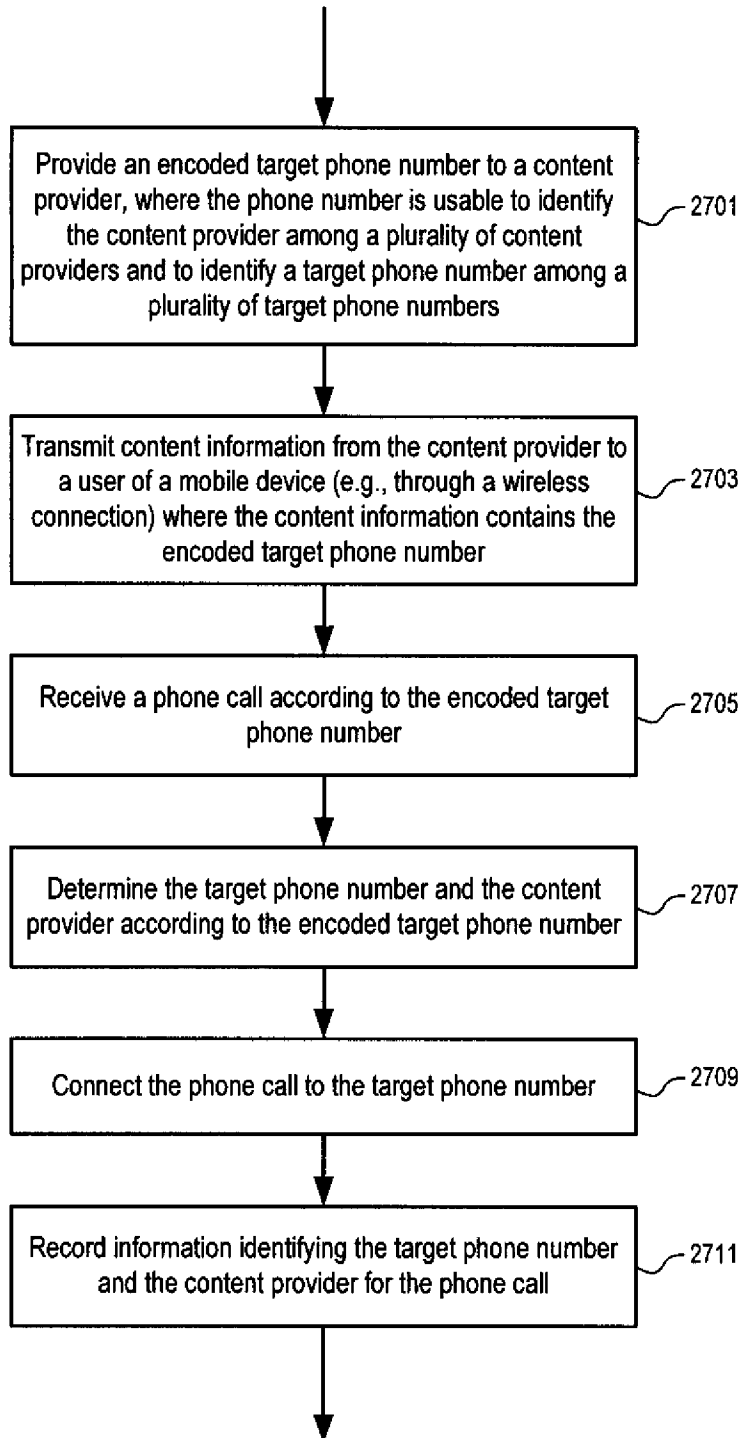 Provide an encoded target phone number to a content
provider, where the phone number is usable to identify
the content provider among a plurality of content
providers and to identify a target phone number among a
plurality of target phone numbers
2701
Transmit content information from the content provider to
a user of a mobile device (e.g., through a wireless
connection) where the content information contains the
encoded target phone number
2703
Receive a phone call according to the encoded target
phone number
2705
Determine the target phone number and the content
provider according to the encoded target phone number
2707
Connect the phone call to the target phone number
2709
Record information identifying the target phone number
and the content provider for the phone call
2711